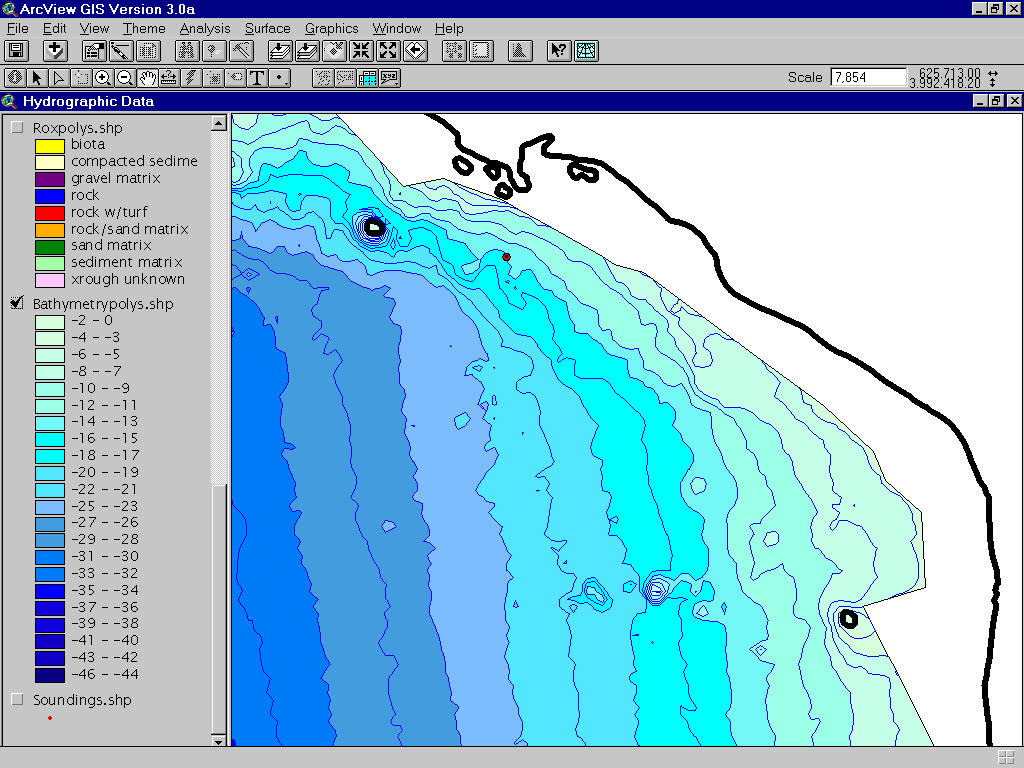 ArcView GIS Version 3.0a
File Edit View Theme Analysis Surface Graphics Window Help
Scale 7,854 625,713.00
3,992,418.20
Hydrographic Data
Roxpolys.shp
biota
compacted sedime
gravel matrix
rock
rock w/turf
rock/sand matrix
sand matrix
sediment matrix
xrough unknown
Bathymetrypolys.shp
-2 - 0
-4 - -3
-6 - -5
-8 - -7
-10 - -9
-12 - -11
-14 - -13
-16 - -15
-18 - -17
-20 - -19
-22 - -21
-25 - -23
-27 - -26
-29 - -28
-31 - -30
-33 - -32
-35 - -34
-37 - -36
-39 - -38
-41 - -40
-43 - -42
-46 - -44
Soundings.shp